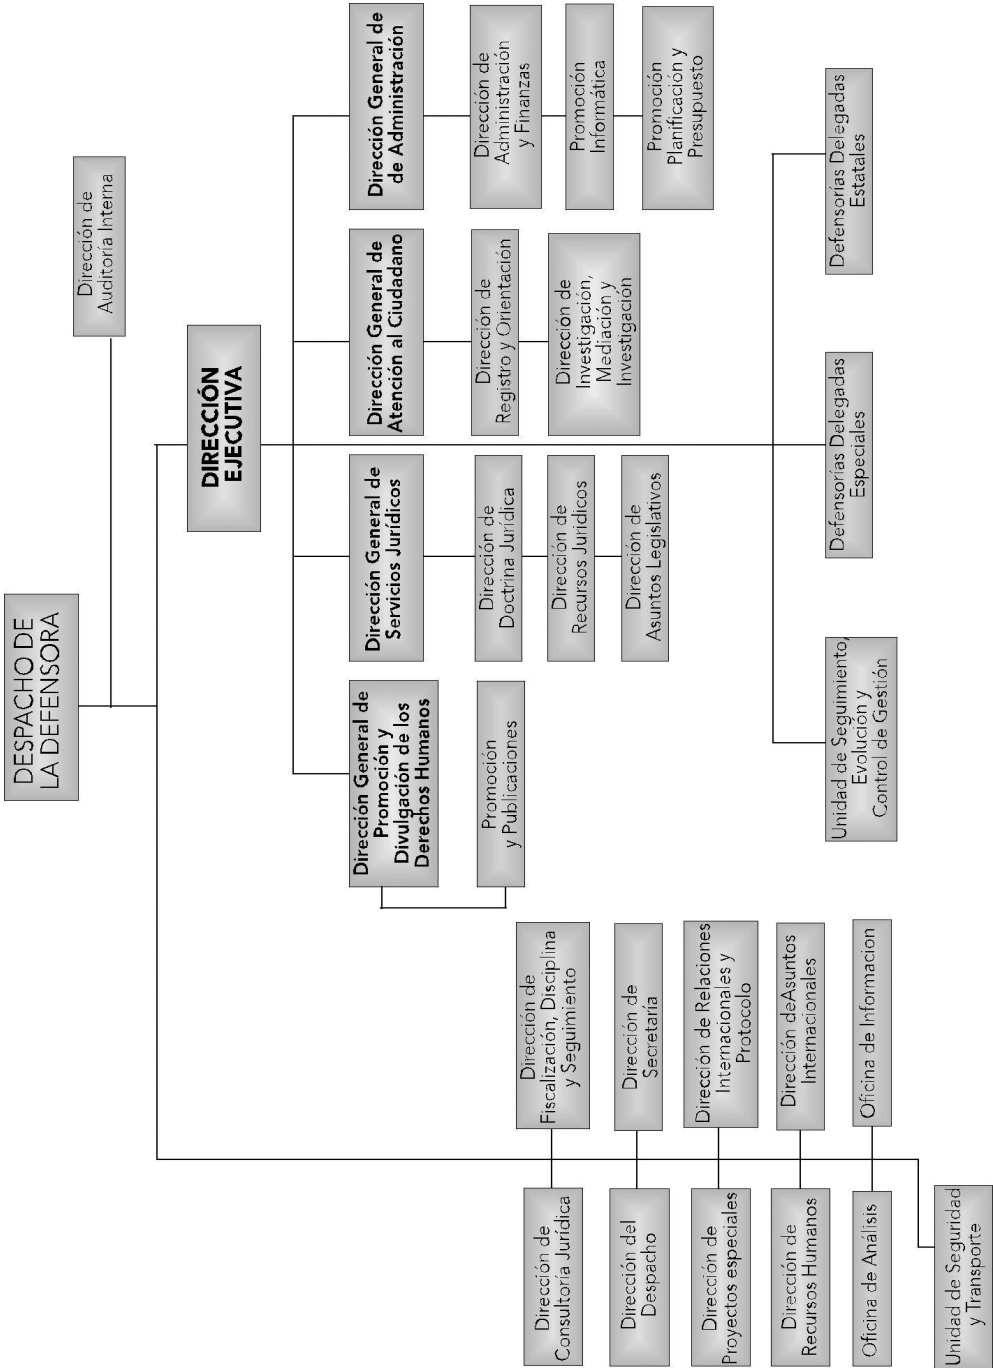 DESPACHO DE
LA DEFENSORA
Dirección de
Auditoría Interna
DIRECCIÓN
EJECUTIVA
Dirección General de
Promoción y
Divulgación de los
Derechos Humanos
Promoción
y Publicaciones
Dirección General de
Servicios Jurídicos
Dirección de
Doctrina Jurídica
Dirección de
Recursos Jurídicos
Dirección de
Asuntos Legislativos
Dirección General de
Atención al Ciudadano
Dirección de
Registro y Orientación
Dirección de
Investigación,
Mediación y
Investigación
Dirección General de
de Administración
Dirección de
Administración
y Finanzas
Promoción
Informática
Promoción
Planificación y
Presupuesto
Dirección de
Consultoría Jurídica
Dirección de
Fiscalización, Disciplina
y Seguimiento
Dirección del
Despacho
Dirección de
Secretaría
Dirección de
Proyectos especiales
Dirección de Relaciones
Internacionales y
Protocolo
Dirección de
Recursos Humanos
Dirección deAsuntos
Internacionales
Oficina de Análisis
Oficina de Informacion
Unidad de Seguridad
y Transporte
Unidad de Seguimiento,
Evolución y
Control de Gestión
Defensorías Delegadas
Especiales
Defensorías Delegadas
Estatales